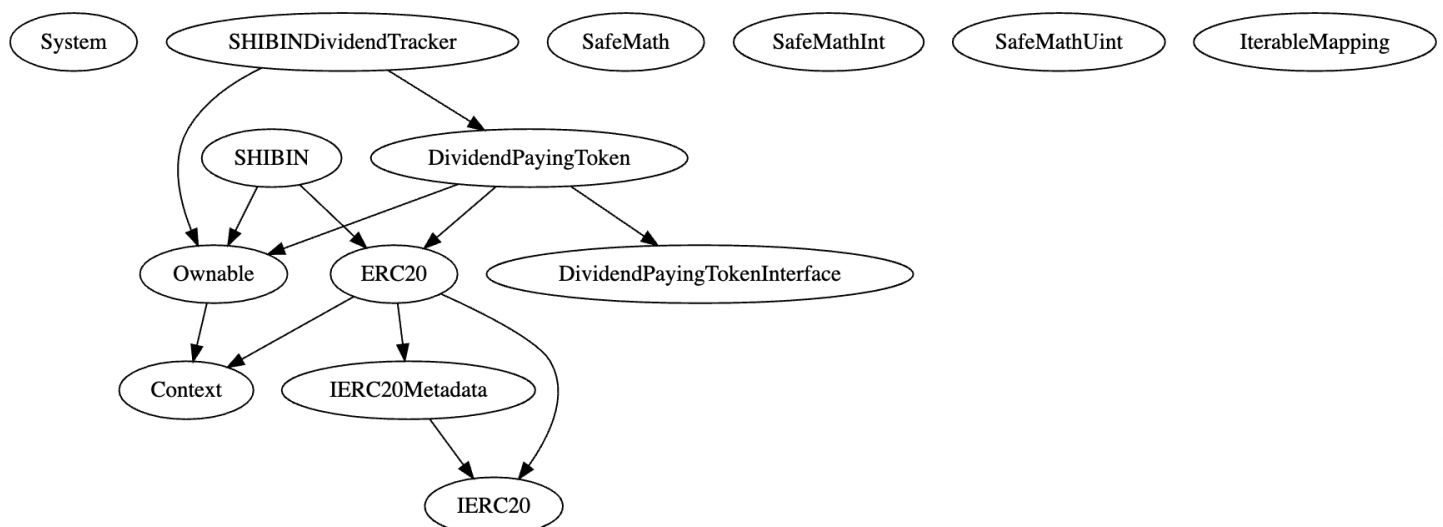 System
SHIBINDividendTracker
SafeMath
SafeMathInt
SafeMathUint
IterableMapping
SHIBIN
DividendPayingToken
Ownable
ERC20
DividendPayingTokenInterface
Context
IERC20Metadata
IERC20